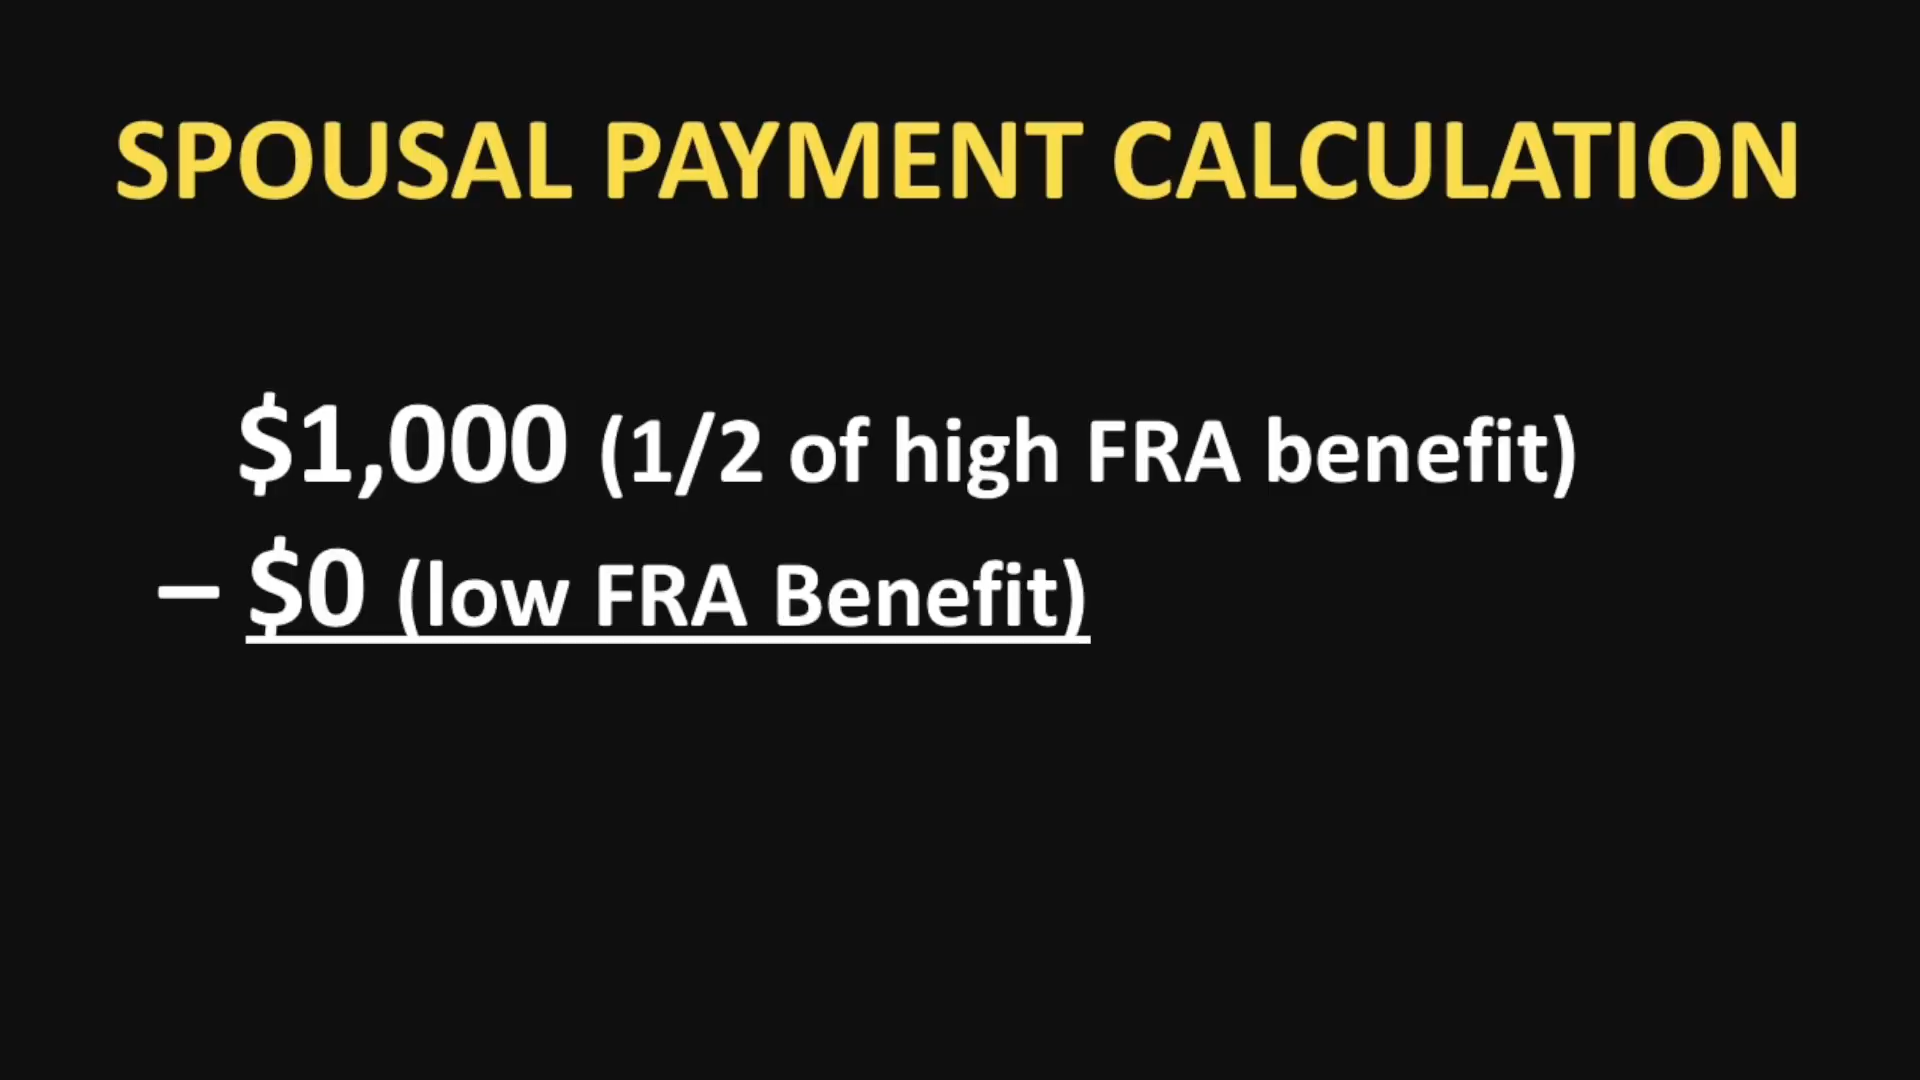 SPOUSAL PAYMENT CALCULATION
$1,000 (1/2 of high FRA benefit)
– $0 (low FRA Benefit)